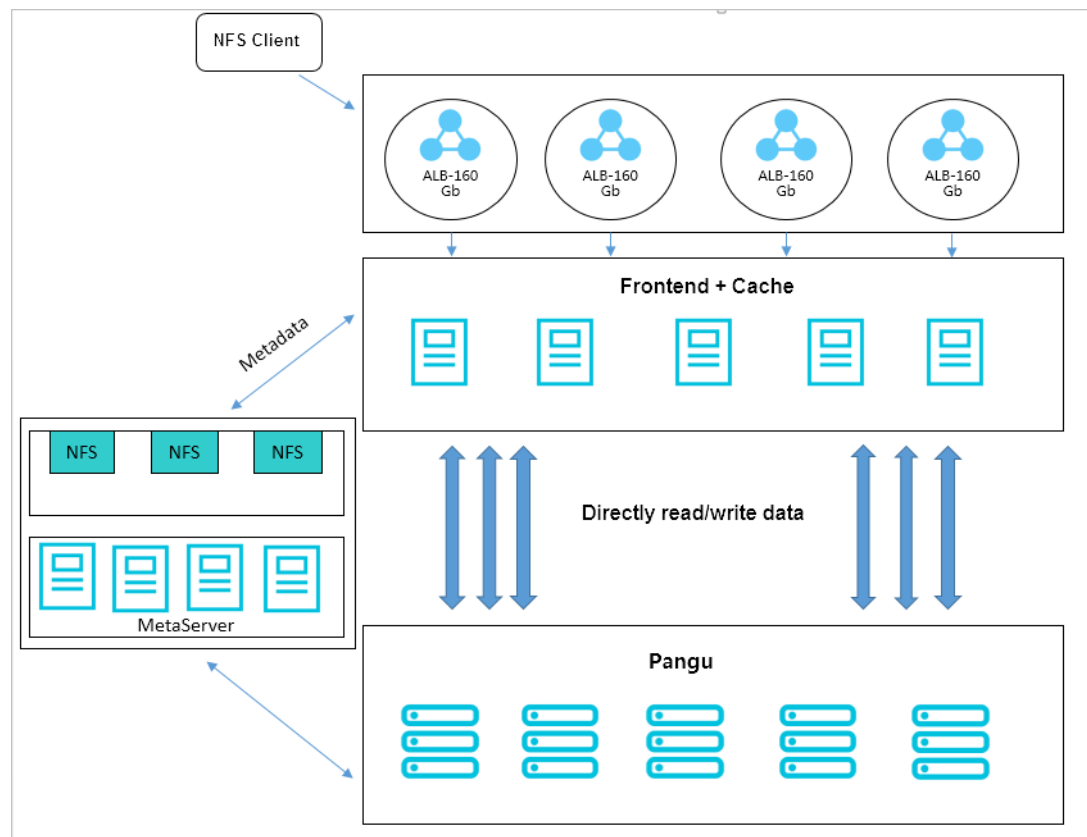 NFS Client
ALB-160
Gb
ALB-160
Gb
ALB-160
Gb
ALB-160
Gb
Frontend + Cache
Metadata
NFS
NFS
NFS
Directly read/write data
MetaServer
Pangu